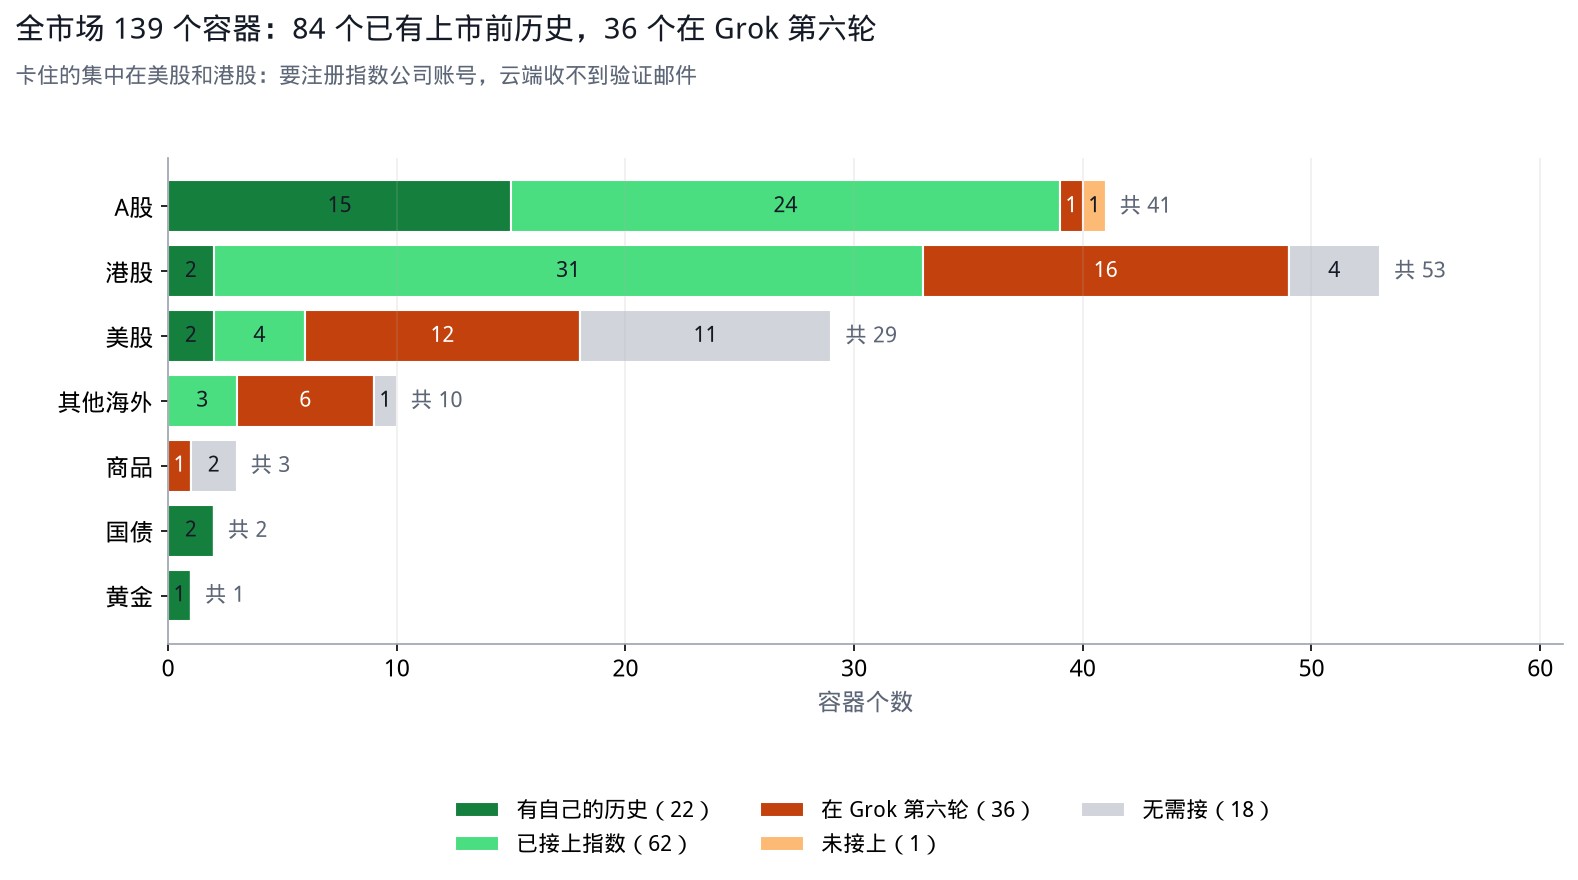 全市场 139 个容器：84 个已有上市前历史，36 个在 Grok 第六轮
卡住的集中在美股和港股：要注册指数公司账号，云端收不到验证邮件
A股 15 24 1 1 共 41
港股 2 31 16 4 共 53
美股 2 4 12 11 共 29
其他海外 3 6 1 共 10
商品 1 2 共 3
国债 2 共 2
黄金 1 共 1
0 10 20 30 40 50 60
容器个数
有自己的历史（22） 在 Grok 第六轮（36） 无需接（18）
已接上指数（62） 未接上（1）